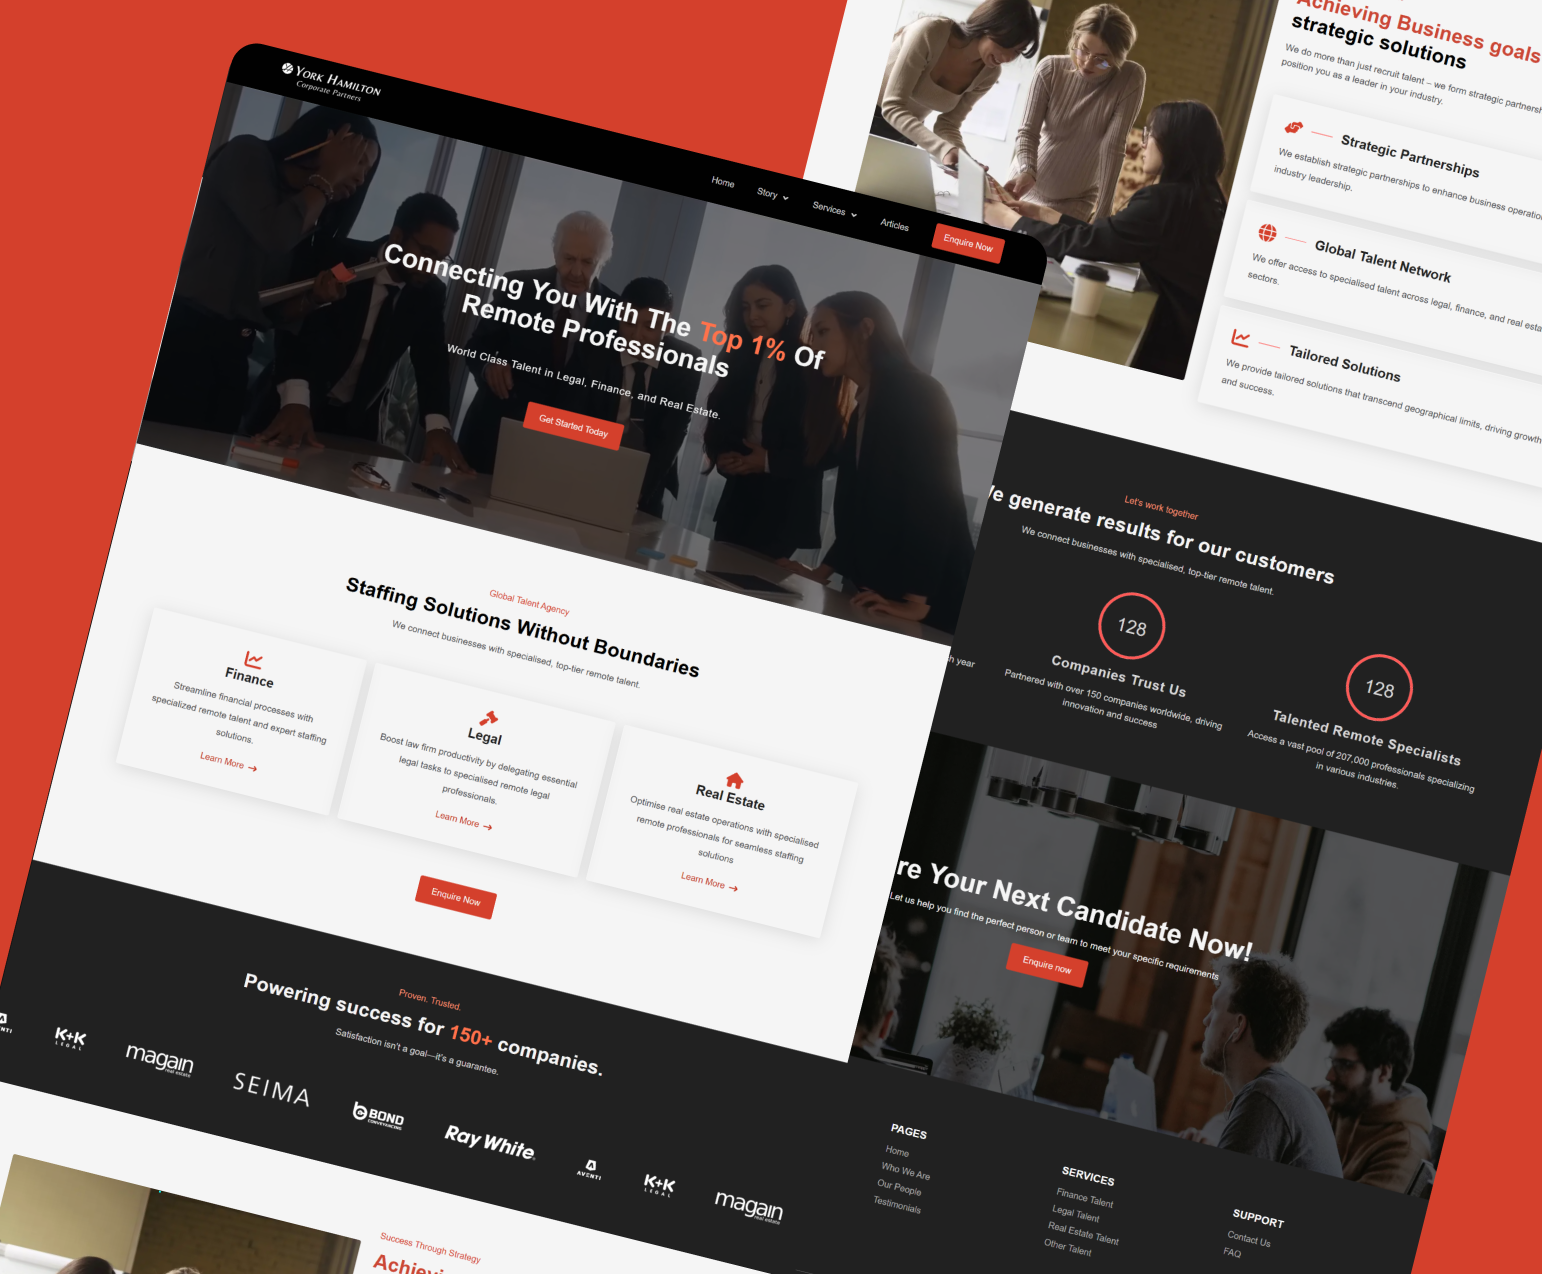 York Hamilton
Corporate Partners
Home
Story
Services
Articles
Enquire Now
Connecting You With The Top 1% Of
Remote Professionals
World Class Talent in Legal, Finance, and Real Estate.
Get Started Today
Global Talent Agency
Staffing Solutions Without Boundaries
We connect businesses with specialised, top-tier remote talent.
Finance
Streamline financial processes with
specialized remote talent and expert staffing
solutions.
Learn More →
Legal
Boost law firm productivity by delegating essential
legal tasks to specialised remote legal
professionals.
Learn More →
Real Estate
Optimise real estate operations with specialised
remote professionals for seamless staffing
solutions
Learn More →
Enquire Now
Proven. Trusted.
Powering success for 150+ companies.
Satisfaction isn't a goal—it's a guarantee.
K+K
LEGAL
magain
real estate
SEIMA
BOND
CONVEYANCING
Ray White.
AVENTI
K+K
LEGAL
magain
real estate
Success Through Strategy
Achieving Business goals
strategic solutions
We do more than just recruit talent – we form strategic
position you as a leader in your industry.
Strategic Partnerships
We establish strategic partnerships to enhance business
industry leadership.
Global Talent Network
We offer access to specialised talent across legal, finance, and real
sectors.
Tailored Solutions
We provide tailored solutions that transcend geographical limits, driving growth
and success.
Let's work together
generate results for our customers
We connect businesses with specialised, top-tier remote talent.
year
128
Companies Trust Us
Partnered with over 150 companies worldwide, driving
innovation and success
128
Talented Remote Specialists
Access a vast pool of 207,000 professionals specializing
in various industries.
re Your Next Candidate Now!
Let us help you find the perfect person or team to meet your specific requirements
Enquire now
PAGES
Home
Who We Are
Our People
Testimonials
SERVICES
Finance Talent
Legal Talent
Real Estate Talent
Other Talent
SUPPORT
Contact Us
FAQ